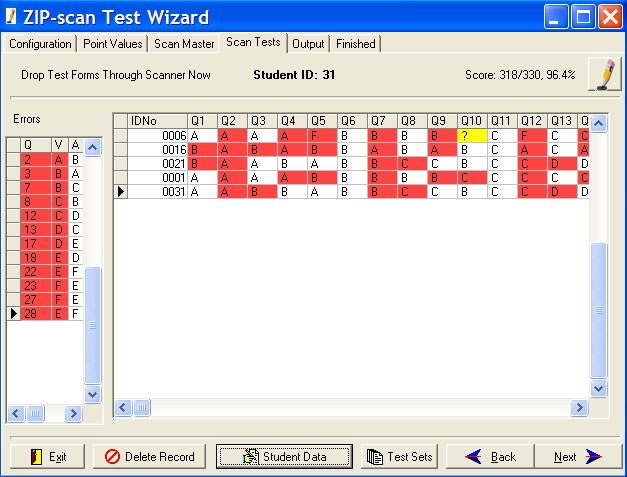 ZIP-scan Test Wizard
Configuration Point Values Scan Master Scan Tests Output Finished
Drop Test Forms Through Scanner Now Student ID: 31 Score: 318/330, 96.4%
Errors
Q V A
2 A B
3 B A
7 B C
8 C B
12 C D
13 D C
17 D E
18 E D
22 E F
23 F E
27 F E
28 E F
IDNo Q1 Q2 Q3 Q4 Q5 Q6 Q7 Q8 Q9 Q10 Q11 Q12 Q13 Q
0006 A A A A F B B B B ? C F C C
0016 B A B A B B A B A B C A C A
0021 B A A B A B B C C B C C D D
0001 A A A A B B B B B C C C C C
0031 A A B B A B B C C B C C D D
Exit Delete Record Student Data Test Sets Back Next